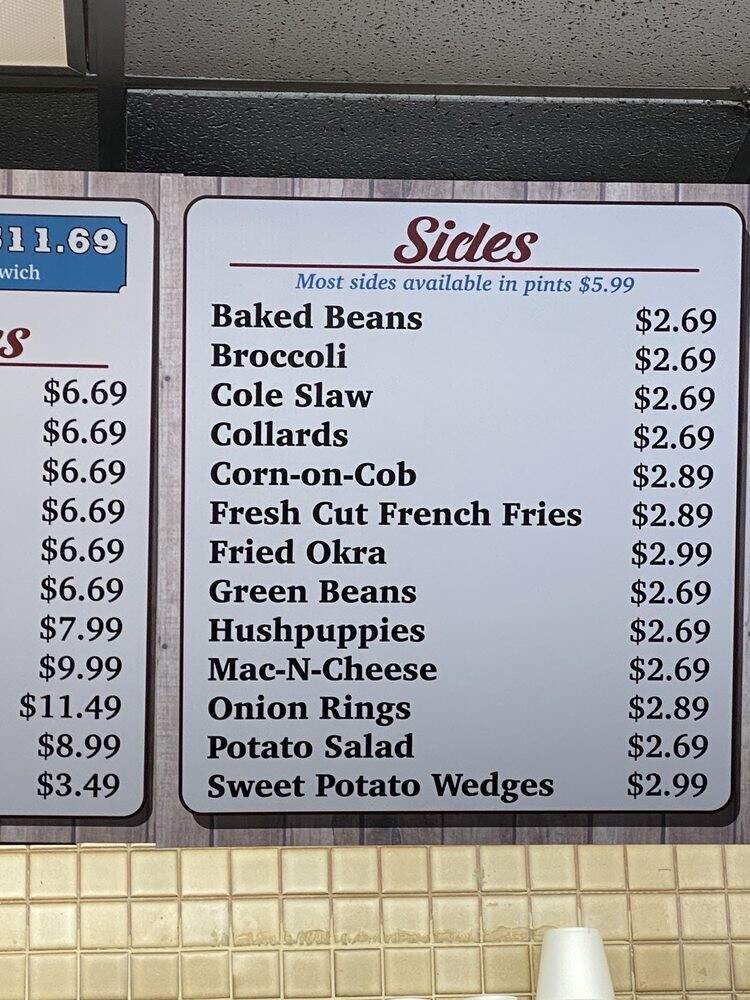 11.69
wich
s
$6.69
$6.69
$6.69
$6.69
$6.69
$6.69
$7.99
$9.99
$11.49
$8.99
$3.49
Sides
Most sides available in pints $5.99
Baked Beans $2.69
Broccoli $2.69
Cole Slaw $2.69
Collards $2.69
Corn-on-Cob $2.89
Fresh Cut French Fries $2.89
Fried Okra $2.99
Green Beans $2.69
Hushpuppies $2.69
Mac-N-Cheese $2.69
Onion Rings $2.89
Potato Salad $2.69
Sweet Potato Wedges $2.99